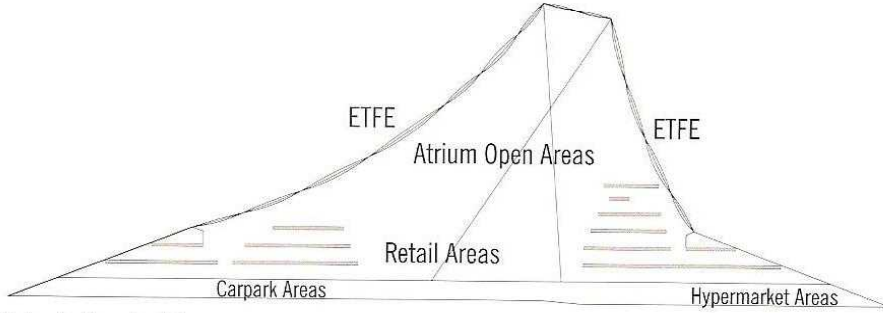 ETFE
ETFE
Atrium Open Areas
Retail Areas
Carpark Areas
Hypermarket Areas